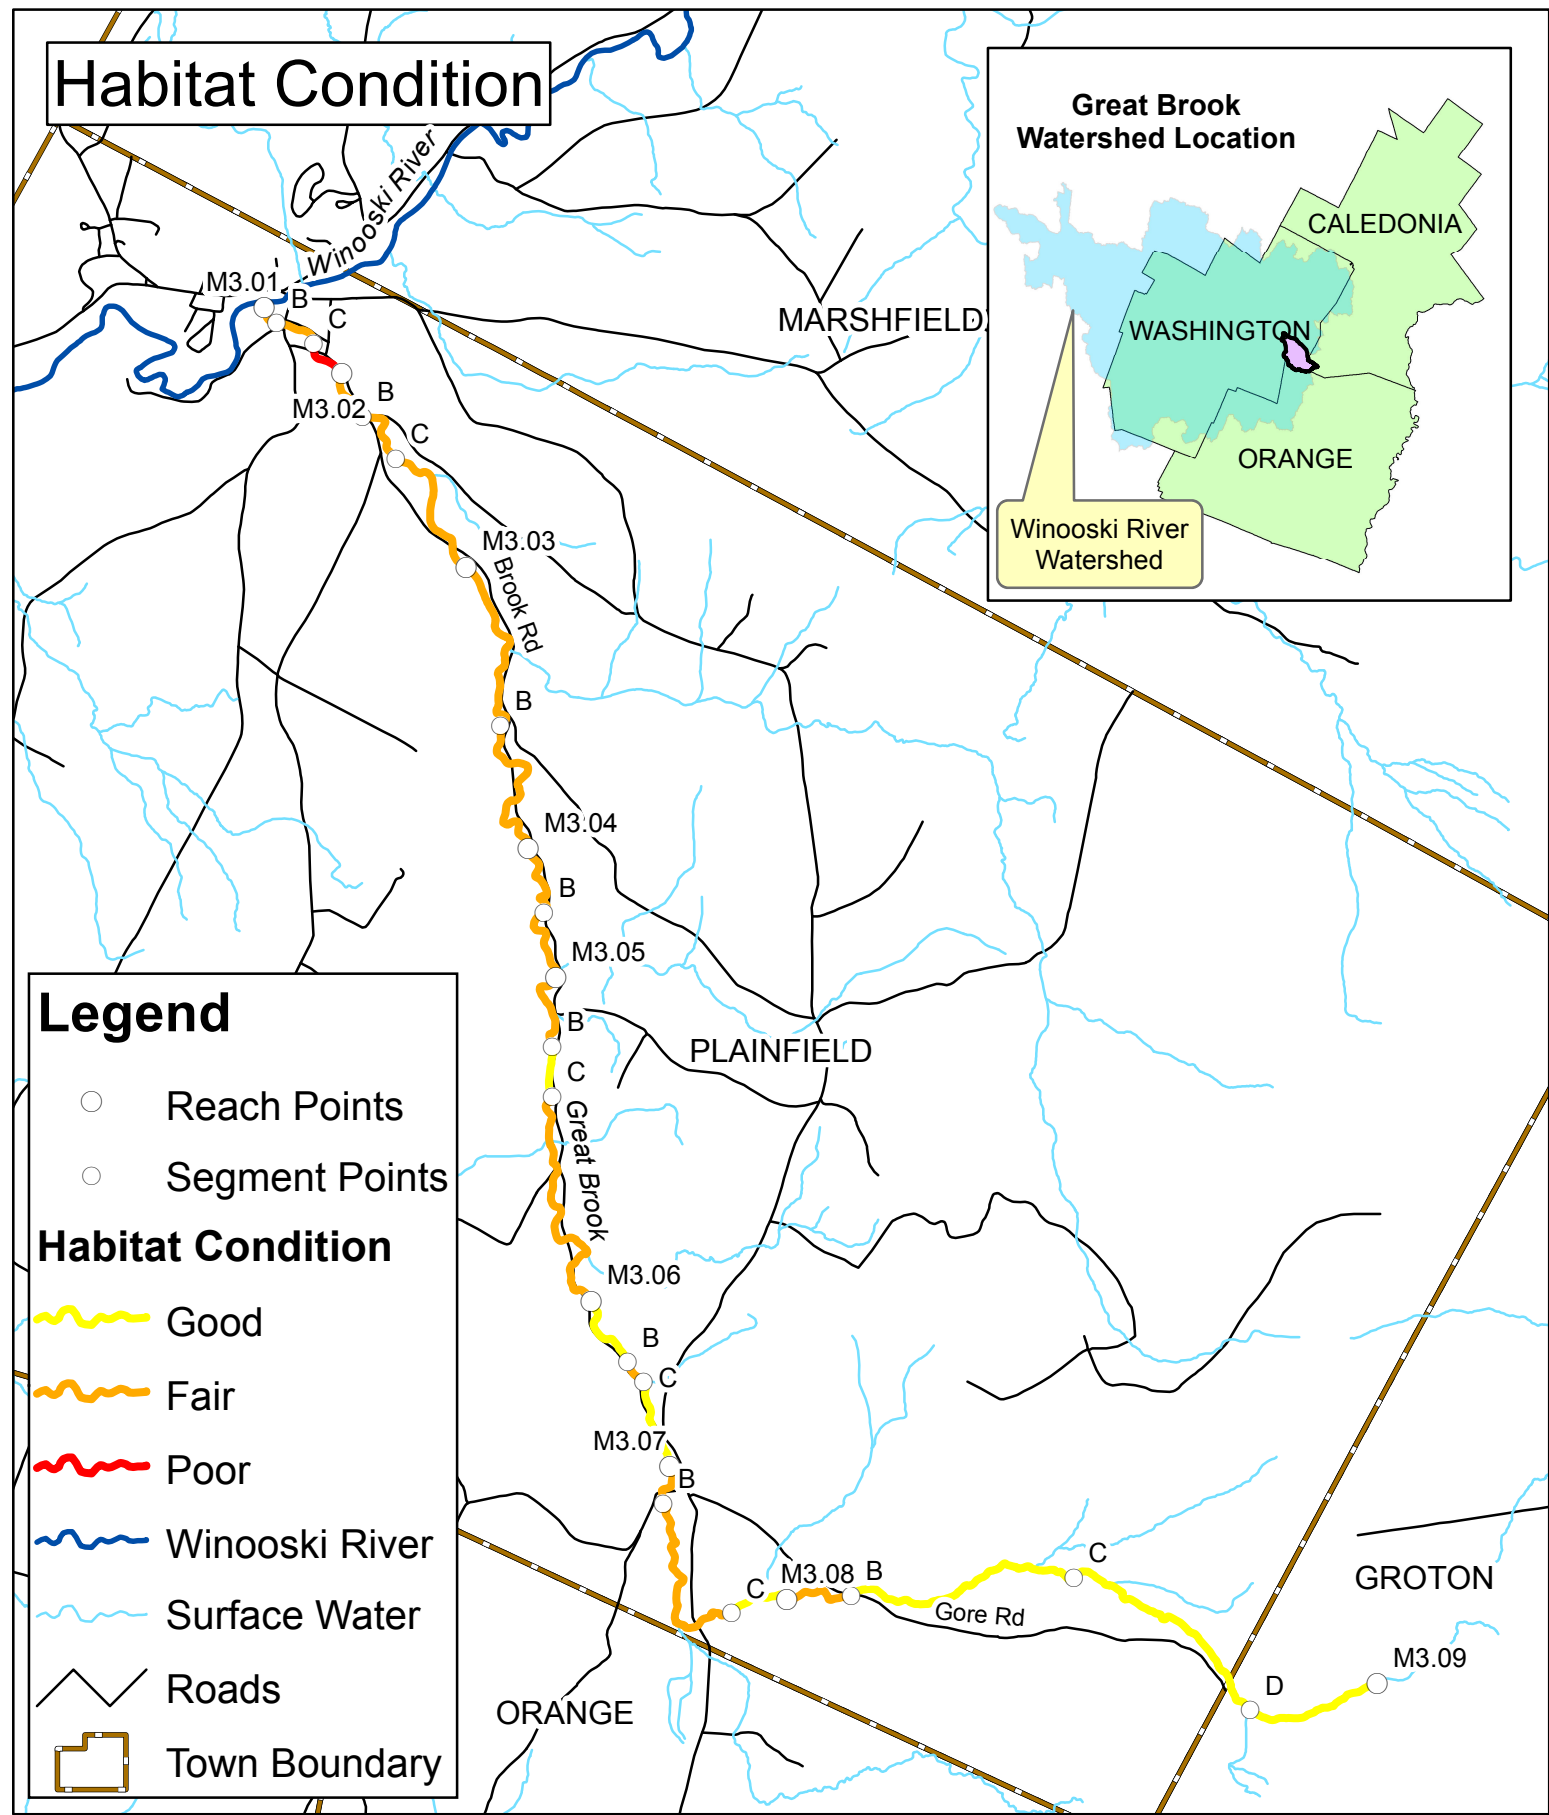 Habitat Condition
Great Brook
Watershed Location
CALEDONIA
WASHINGTON
ORANGE
Winooski River
Watershed
Winooski River
M3.01
B
C
MARSHFIELD
M3.02
B
C
M3.03
Brook Rd
B
M3.04
B
M3.05
B
PLAINFIELD
C
Great Brook
M3.06
B
C
M3.07
B
C
M3.08
B
C
GROTON
Gore Rd
M3.09
D
ORANGE
Legend
Reach Points
Segment Points
Habitat Condition
Good
Fair
Poor
Winooski River
Surface Water
Roads
Town Boundary